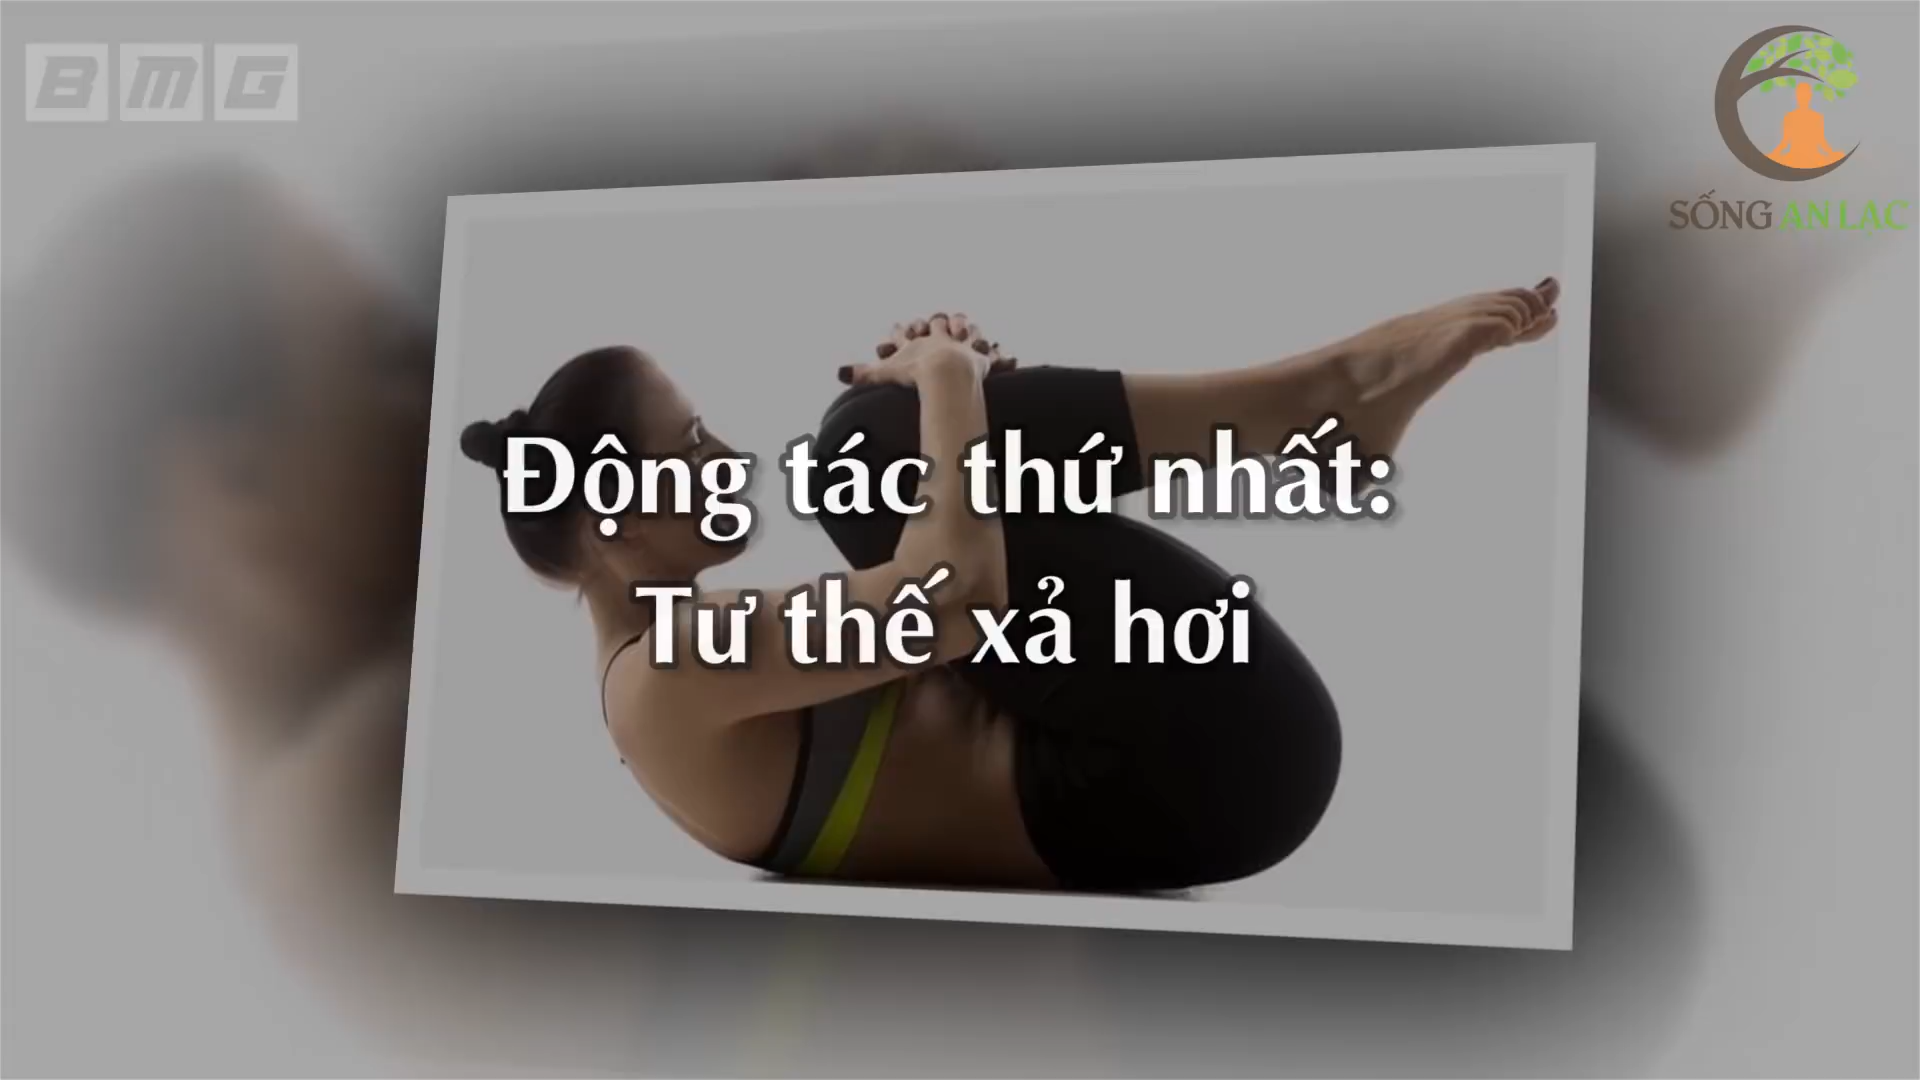 BMG
SỐNG AN LẠC
Động tác thứ nhất:
Tư thế xả hơi